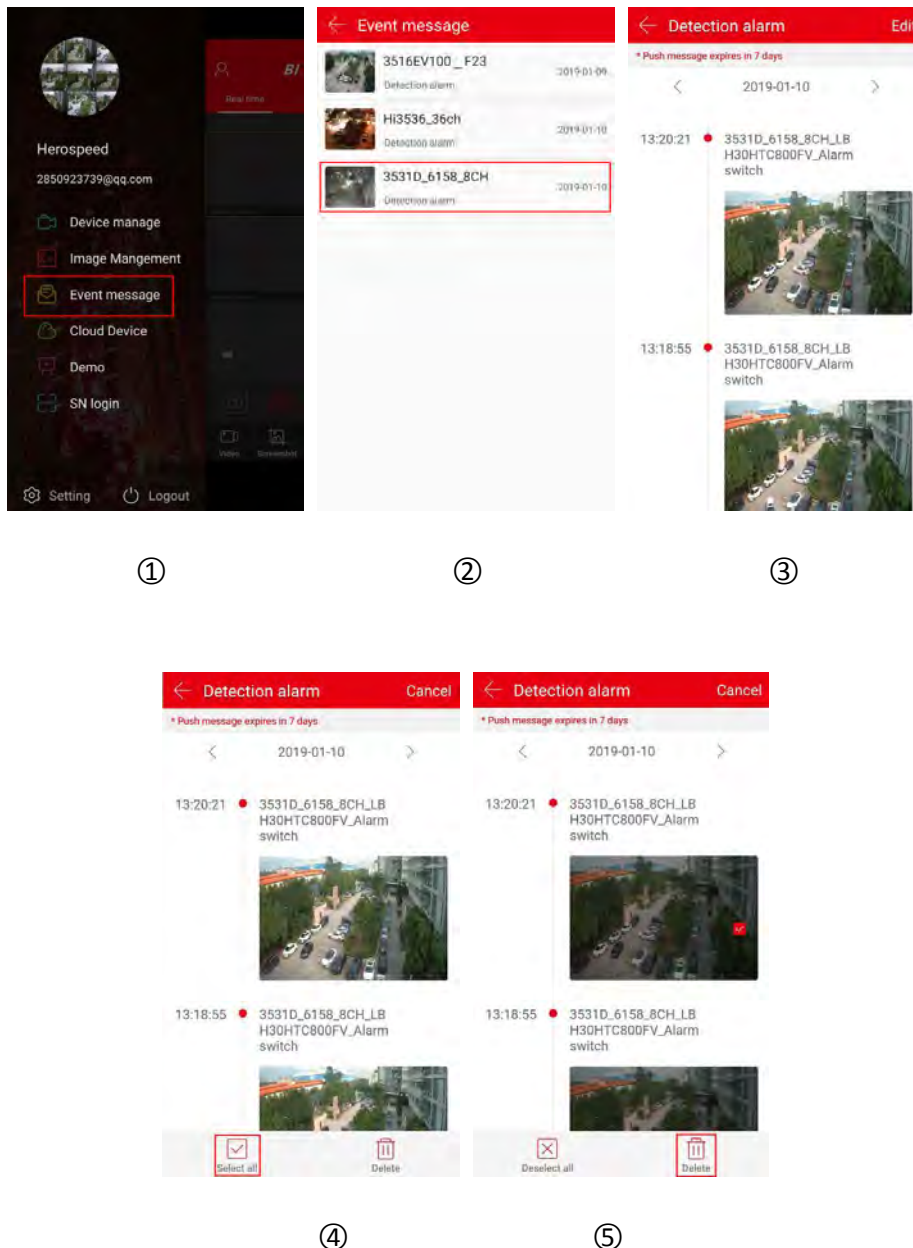 Herospeed
2850923739@qq.com
Device manage
Image Mangement
Event message
Cloud Device
Demo
SN login
Setting
Logout
BI
Real time
Video
Screenshot
Event message
3516EV100__F23
Detection alarm
2019-01-09
Hi3536_36ch
Detection alarm
2019-01-10
3531D_6158_8CH
Detection alarm
2019-01-10
Detection alarm
Edi
* Push message expires in 7 days
2019-01-10
13:20:21
3531D_6158_8CH_LB
H30HTC800FV_Alarm
switch
13:18:55
3531D_6158_8CH_LB
H30HTC800FV_Alarm
switch
①
②
③
Detection alarm
Cancel
* Push message expires in 7 days
2019-01-10
13:20:21
3531D_6158_8CH_LB
H30HTC800FV_Alarm
switch
13:18:55
3531D_6158_8CH_LB
H30HTC800FV_Alarm
switch
Select all
Delete
Detection alarm
Cancel
* Push message expires in 7 days
2019-01-10
13:20:21
3531D_6158_8CH_LB
H30HTC800FV_Alarm
switch
13:18:55
3531D_6158_8CH_LB
H30HTC800FV_Alarm
switch
Deselect all
Delete
④
⑤